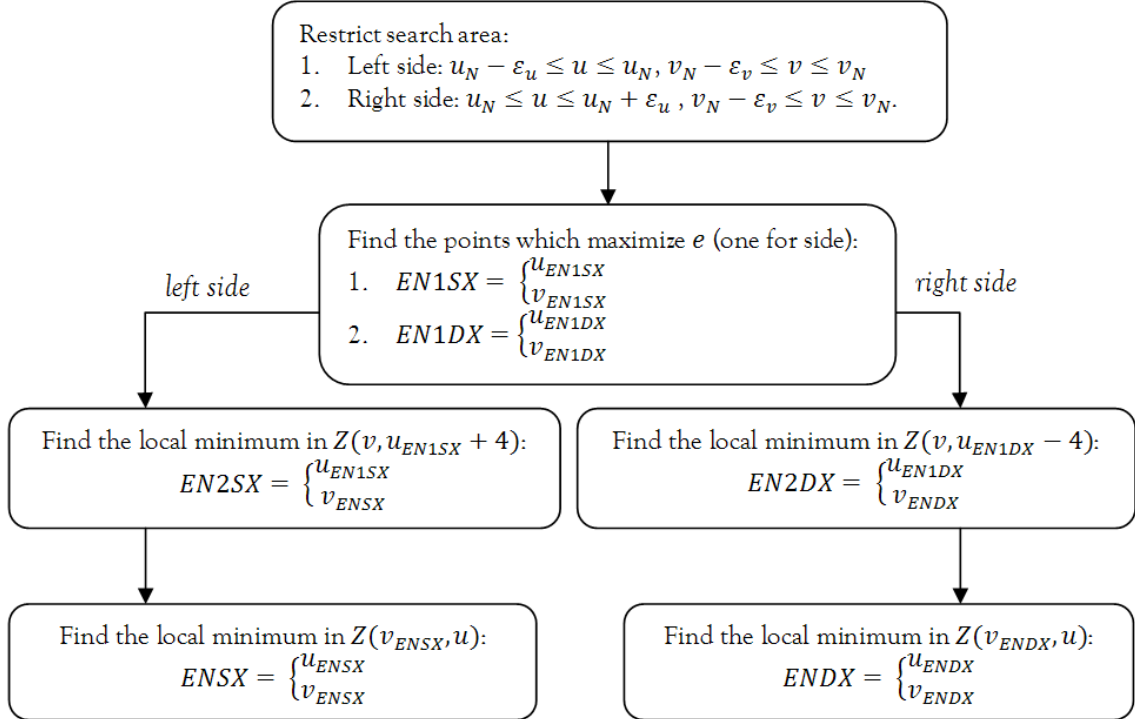 Restrict search area:
1. Left side: u_N − ε_u ≤ u ≤ u_N, v_N − ε_v ≤ v ≤ v_N
2. Right side: u_N ≤ u ≤ u_N + ε_u , v_N − ε_v ≤ v ≤ v_N.
Find the points which maximize e (one for side):
1. EN1SX = {u_EN1SX
v_EN1SX
2. EN1DX = {u_EN1DX
v_EN1DX
left side
right side
Find the local minimum in Z(v, u_EN1SX + 4):
EN2SX = {u_EN1SX
v_ENSX
Find the local minimum in Z(v, u_EN1DX − 4):
EN2DX = {u_EN1DX
v_ENDX
Find the local minimum in Z(v_ENSX, u):
ENSX = {u_ENSX
v_ENSX
Find the local minimum in Z(v_ENDX, u):
ENDX = {u_ENDX
v_ENDX